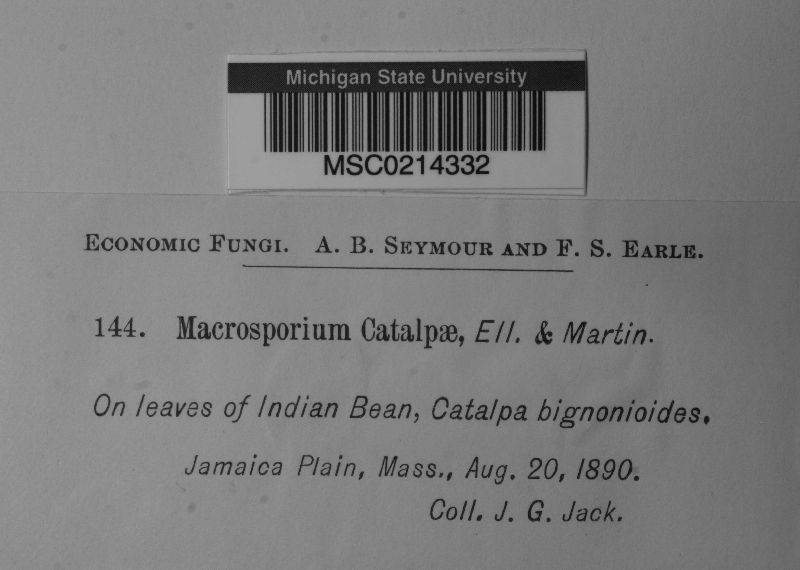 Michigan State University
MSC0214332
ECONOMIC FUNGI. A. B. SEYMOUR AND F. S. EARLE.
144. Macrosporium Catalpæ, Ell. & Martin.
On leaves of Indian Bean, Catalpa bignonioides.
Jamaica Plain, Mass., Aug. 20, 1890.
Coll. J. G. Jack.